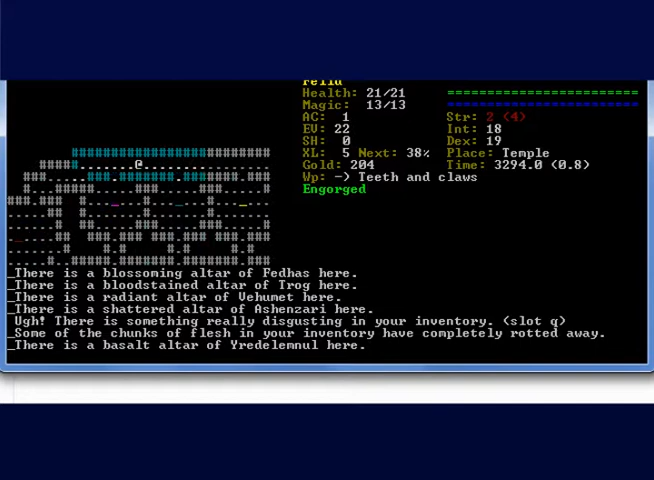 Health: 21/21
Magic: 13/13
AC: 1 Str: 2 (4)
EV: 22 Int: 18
SH: 0 Dex: 19
XL: 5 Next: 38% Place: Temple
Gold: 204 Time: 3294.0 (0.8)
Wp: -) Teeth and claws
Engorged
_There is a blossoming altar of Fedhas here.
_There is a bloodstained altar of Trog here.
_There is a radiant altar of Vehumet here.
_There is a shattered altar of Ashenzari here.
Ugh! There is something really disgusting in your inventory. (slot q)
_Some of the chunks of flesh in your inventory have completely rotted away.
_There is a basalt altar of Yredelemnul here.